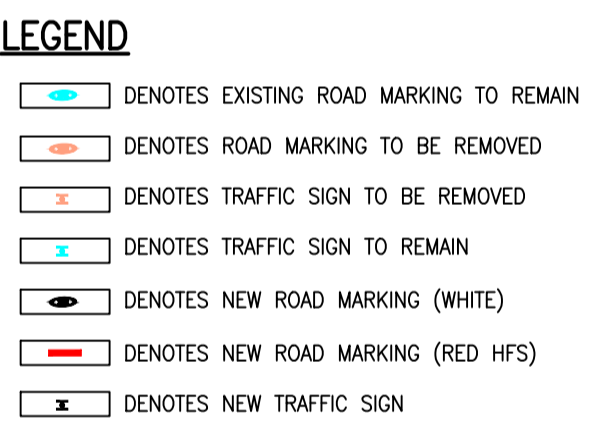 LEGEND
DENOTES EXISTING ROAD MARKING TO REMAIN
DENOTES ROAD MARKING TO BE REMOVED
DENOTES TRAFFIC SIGN TO BE REMOVED
DENOTES TRAFFIC SIGN TO REMAIN
DENOTES NEW ROAD MARKING (WHITE)
DENOTES NEW ROAD MARKING (RED HFS)
DENOTES NEW TRAFFIC SIGN